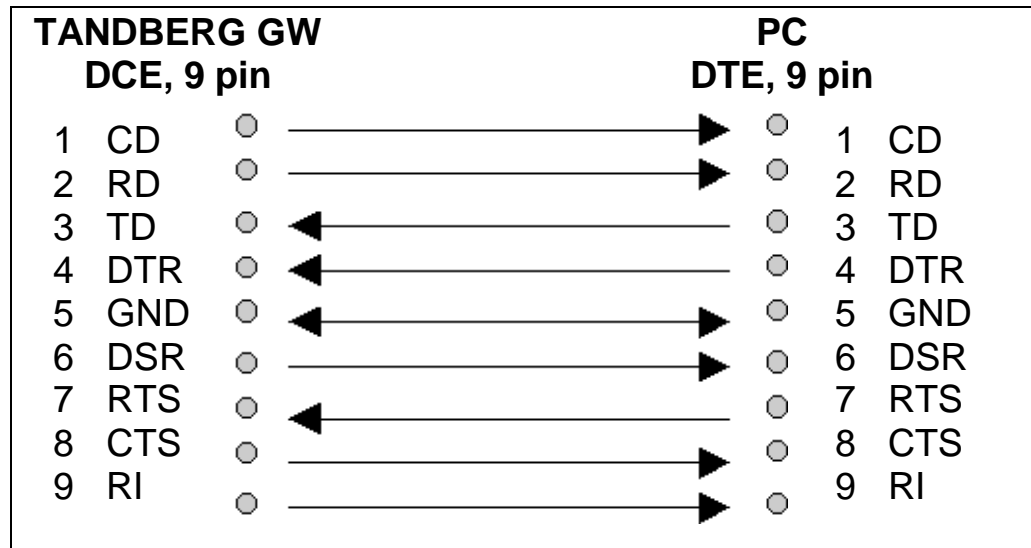 TANDBERG GW
DCE, 9 pin
PC
DTE, 9 pin
1 CD
2 RD
3 TD
4 DTR
5 GND
6 DSR
7 RTS
8 CTS
9 RI
1 CD
2 RD
3 TD
4 DTR
5 GND
6 DSR
7 RTS
8 CTS
9 RI